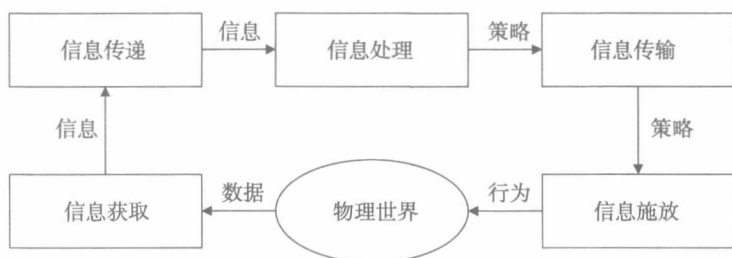 信息传递
信息
信息处理
策略
信息传输
信息
策略
信息获取
数据
物理世界
行为
信息施放